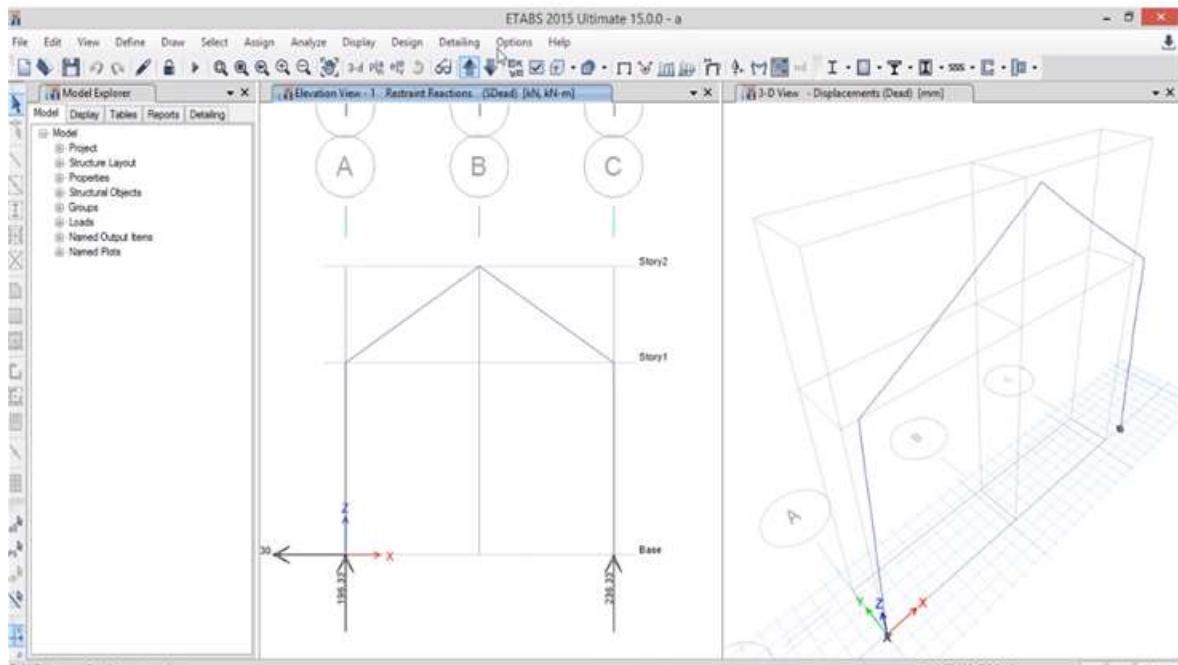 ETABS 2015 Ultimate 15.0.0 - a
File Edit View Define Draw Select Assign Analyze Display Design Detailing Options Help
3-d
Model Explorer
Model Display Tables Reports Detailing
Model
Project
Structure Layout
Properties
Structural Objects
Groups
Loads
Named Output Items
Named Plots
Elevation View - 1 Restraint Reactions (SDead) [kN, kN-m]
A B C
Story2
Story1
Z
30 X Base
3-D View - Displacements (Dead) [mm]
B
A
Y Z X